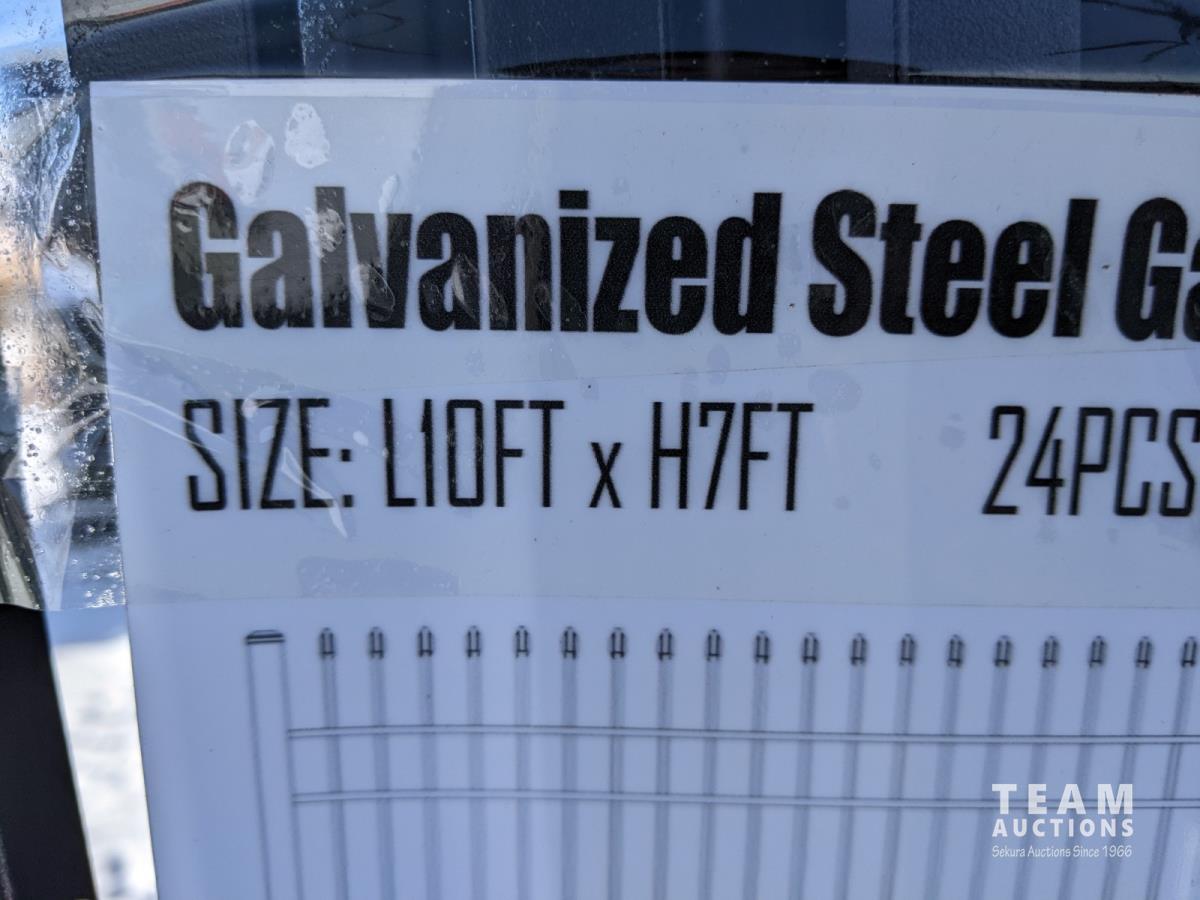 Galvanized Steel Ga
SIZE: L10FT x H7FT 24PCS
TEAM
AUCTIONS
Sekura Auctions Since 1966